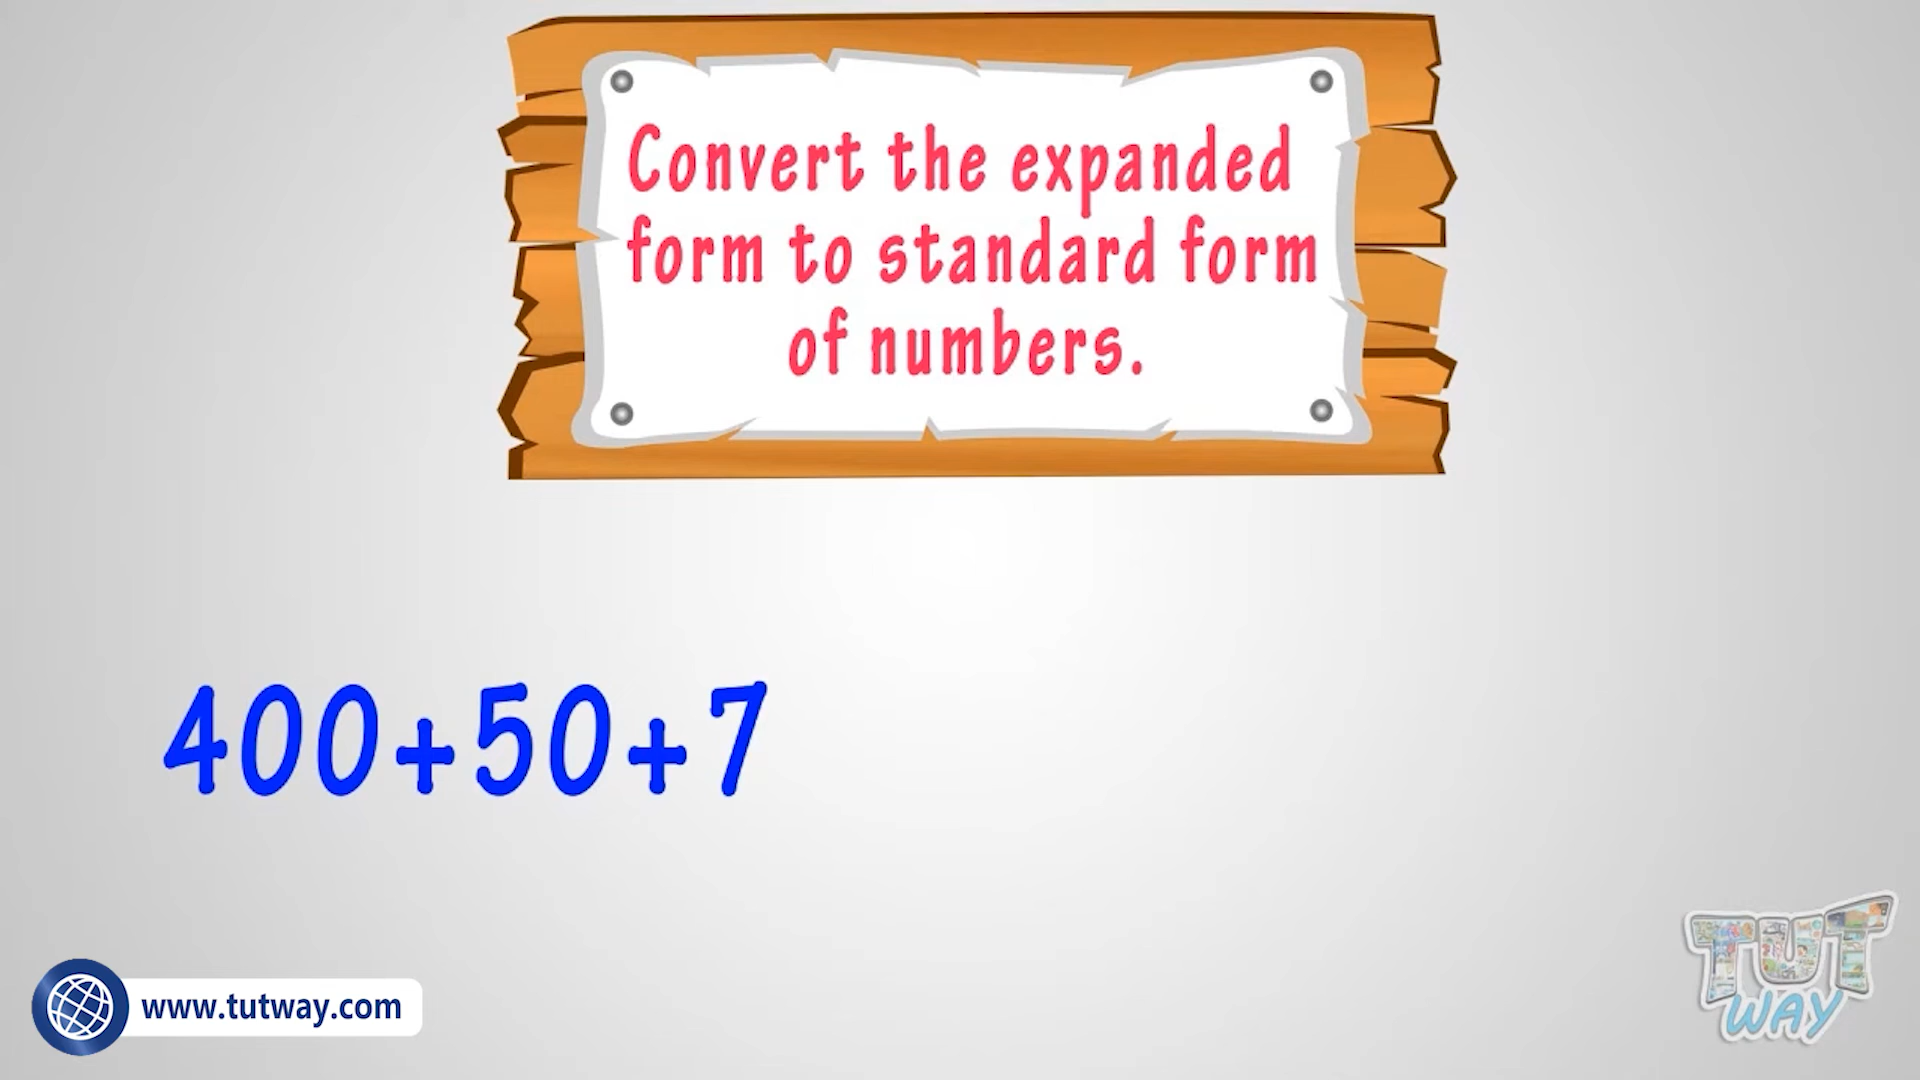 Convert the expanded
form to standard form
of numbers.
400+50+7
www.tutway.com
TUT
WAY